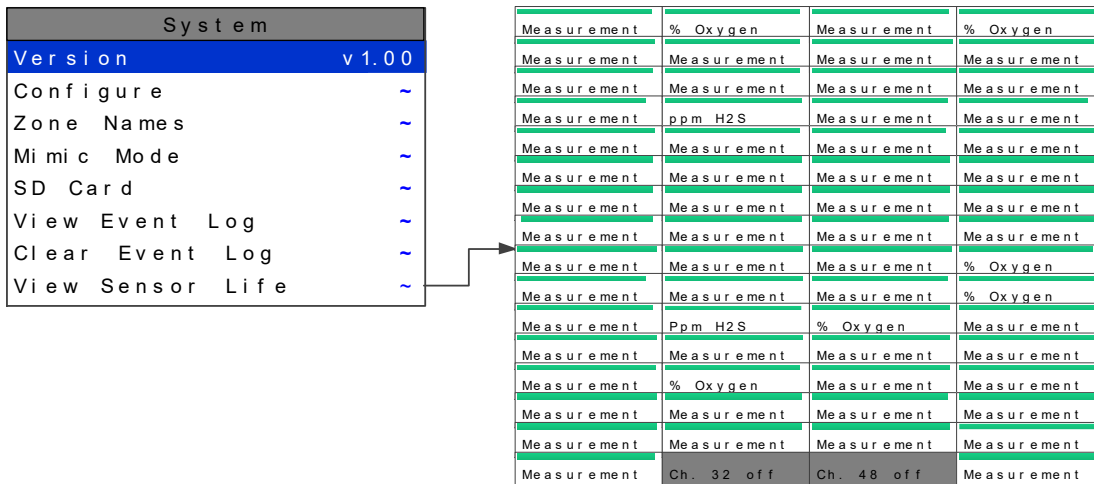 System
Version v1.00
Configure ~
Zone Names ~
Mimic Mode ~
SD Card ~
View Event Log ~
Clear Event Log ~
View Sensor Life ~
Measurement % Oxygen Measurement % Oxygen
Measurement Measurement Measurement Measurement
Measurement Measurement Measurement Measurement
Measurement ppm H2S Measurement Measurement
Measurement Measurement Measurement Measurement
Measurement Measurement Measurement Measurement
Measurement Measurement Measurement Measurement
Measurement Measurement Measurement Measurement
Measurement Measurement Measurement % Oxygen
Measurement Measurement Measurement % Oxygen
Measurement Ppm H2S % Oxygen Measurement
Measurement Measurement Measurement Measurement
Measurement % Oxygen Measurement Measurement
Measurement Measurement Measurement Measurement
Measurement Measurement Measurement Measurement
Measurement Ch. 32 off Ch. 48 off Measurement